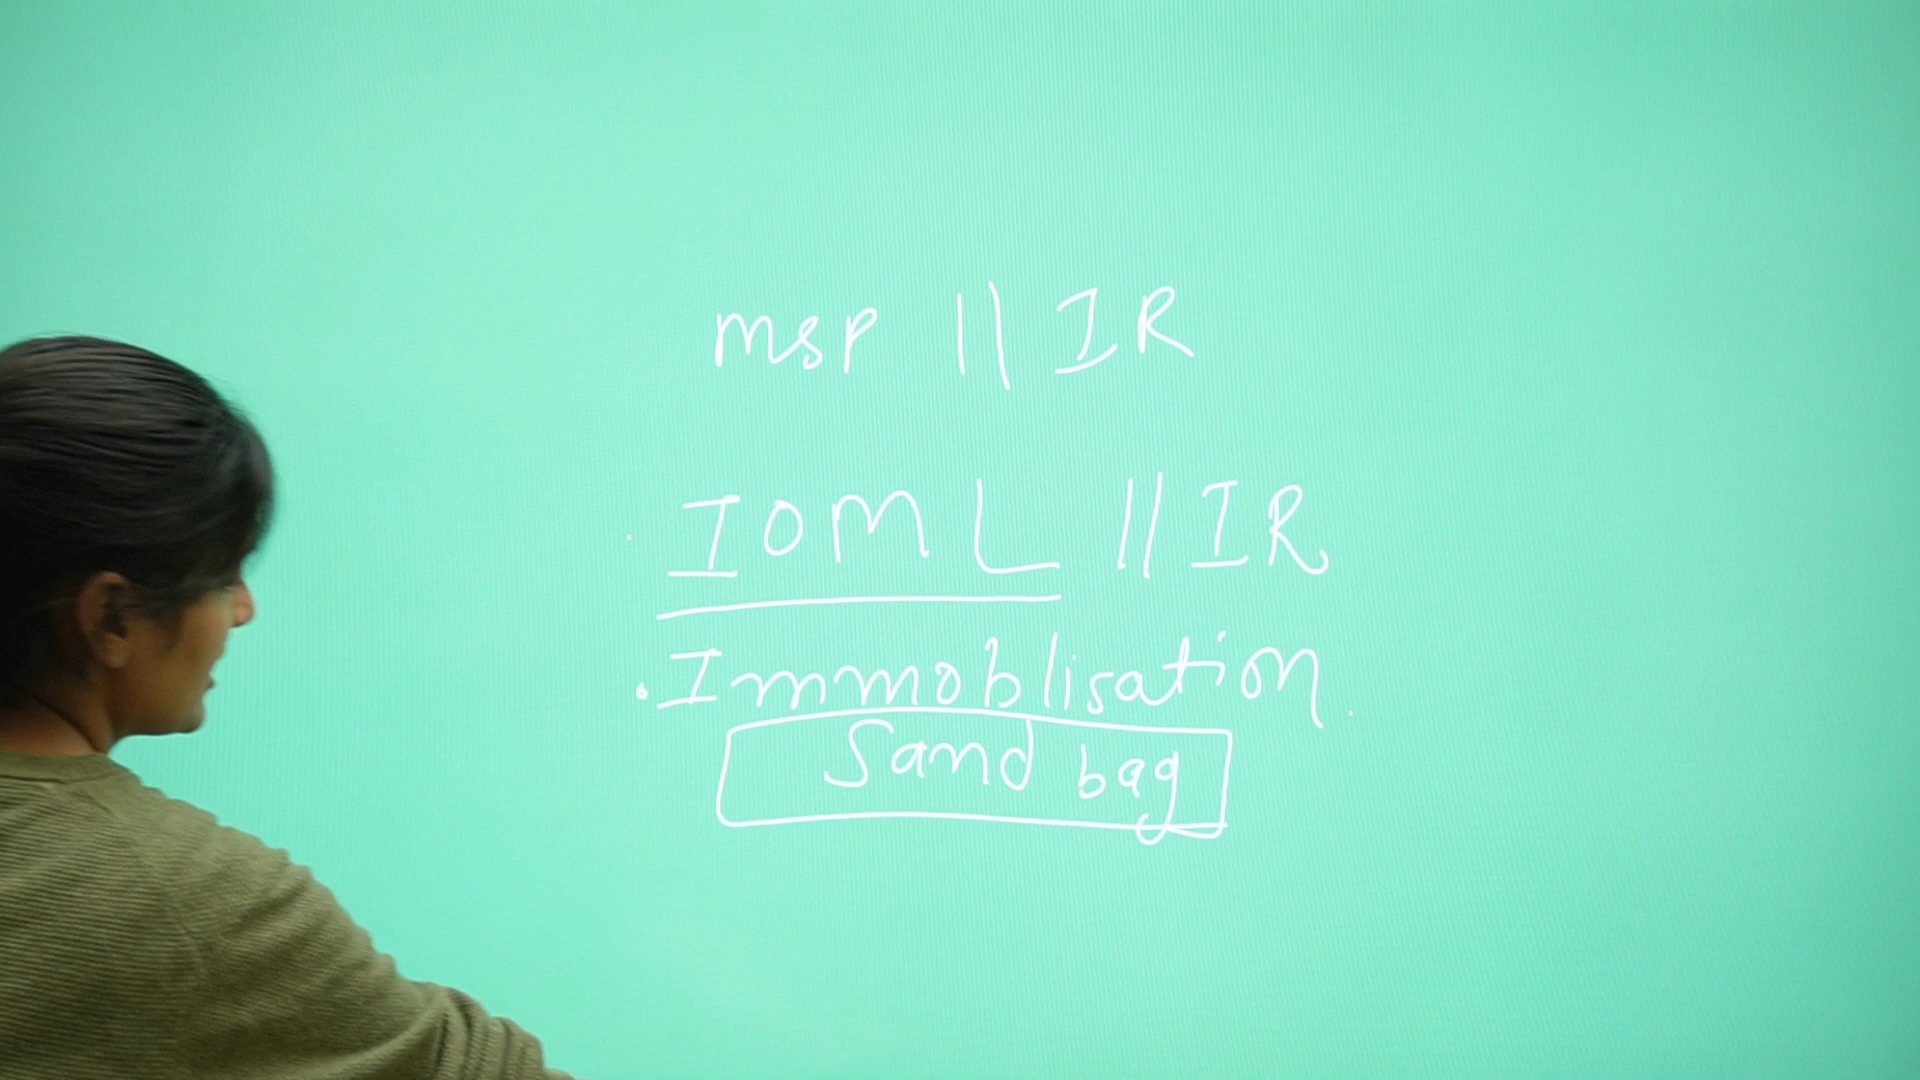 msp || IR
. IOML || IR
. Immoblisation.
Sand bag